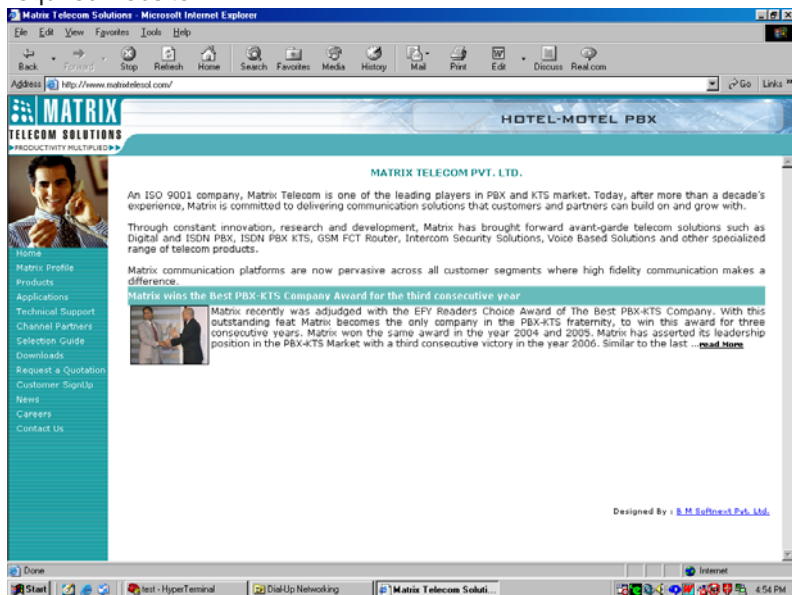 Matrix Telecom Solutions - Microsoft Internet Explorer
File Edit View Favorites Tools Help
Back Forward Stop Refresh Home Search Favorites Media History Mail Print Edit Discuss Real.com
Address http://www.matrixtelesol.com/ Go Links
MATRIX
TELECOM SOLUTIONS
PRODUCTIVITY MULTIPLIED
HOTEL-MOTEL PBX
MATRIX TELECOM PVT. LTD.
An ISO 9001 company, Matrix Telecom is one of the leading players in PBX and KTS market. Today, after more than a decade's
experience, Matrix is committed to delivering communication solutions that customers and partners can build on and grow with.
Through constant innovation, research and development, Matrix has brought forward avant-garde telecom solutions such as
Digital and ISDN PBX, ISDN PBX KTS, GSM FCT Router, Intercom Security Solutions, Voice Based Solutions and other specialized
range of telecom products.
Matrix communication platforms are now pervasive across all customer segments where high fidelity communication makes a
difference.
Matrix wins the Best PBX-KTS Company Award for the third consecutive year
Matrix recently was adjudged with the EFY Readers Choice Award of The Best PBX-KTS Company. With this
outstanding feat Matrix becomes the only company in the PBX-KTS fraternity, to win this award for three
consecutive years. Matrix won the same award in the year 2004 and 2005. Matrix has asserted its leadership
position in the PBX-KTS Market with a third consecutive victory in the year 2006. Similar to the last ...read More
Home
Matrix Profile
Products
Applications
Technical Support
Channel Partners
Selection Guide
Downloads
Request a Quotation
Customer SignUp
News
Careers
Contact Us
Designed By : B M Softnext Pvt. Ltd.
Done Internet
Start test - HyperTerminal Dial-Up Networking Matrix Telecom Soluti... 4:54 PM